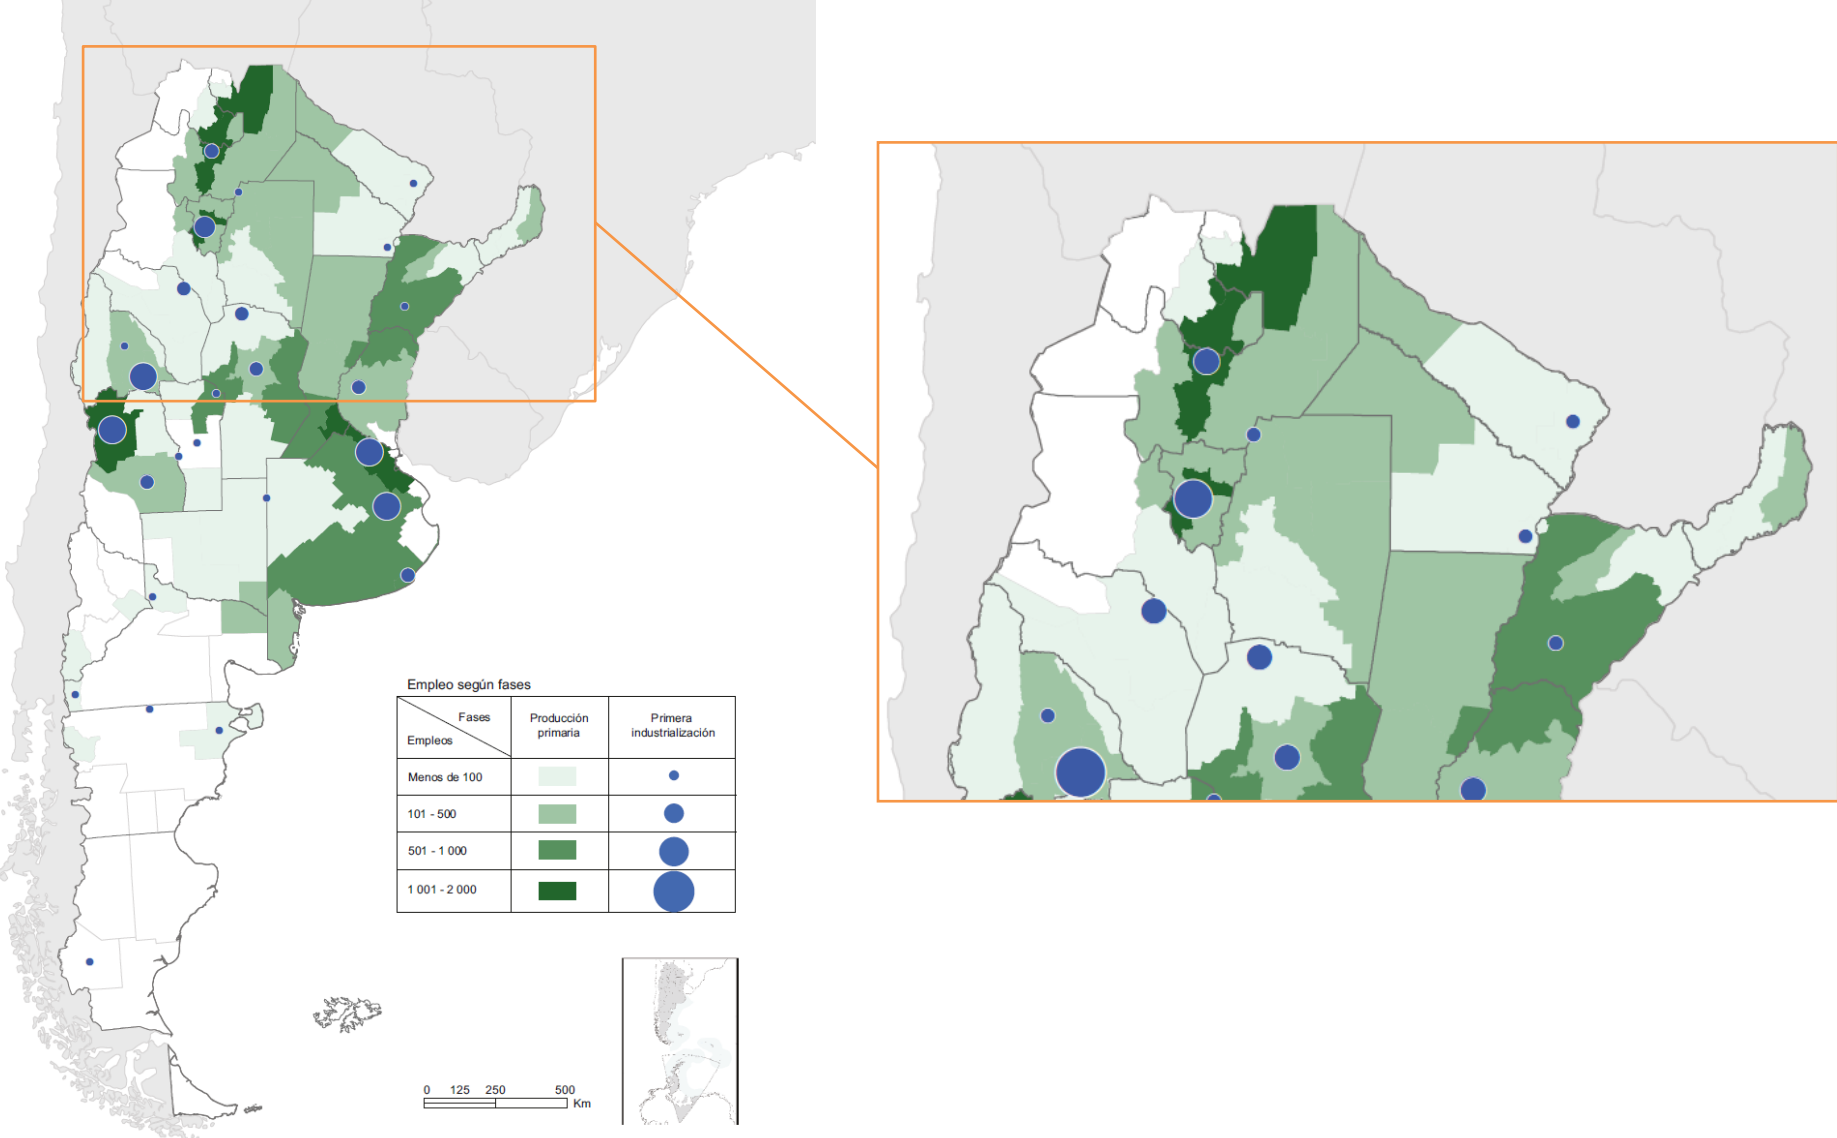 Empleo según fases
Fases
Empleos
Producción
primaria
Primera
industrialización
Menos de 100
101 - 500
501 - 1 000
1 001 - 2 000
0 125 250 500
Km